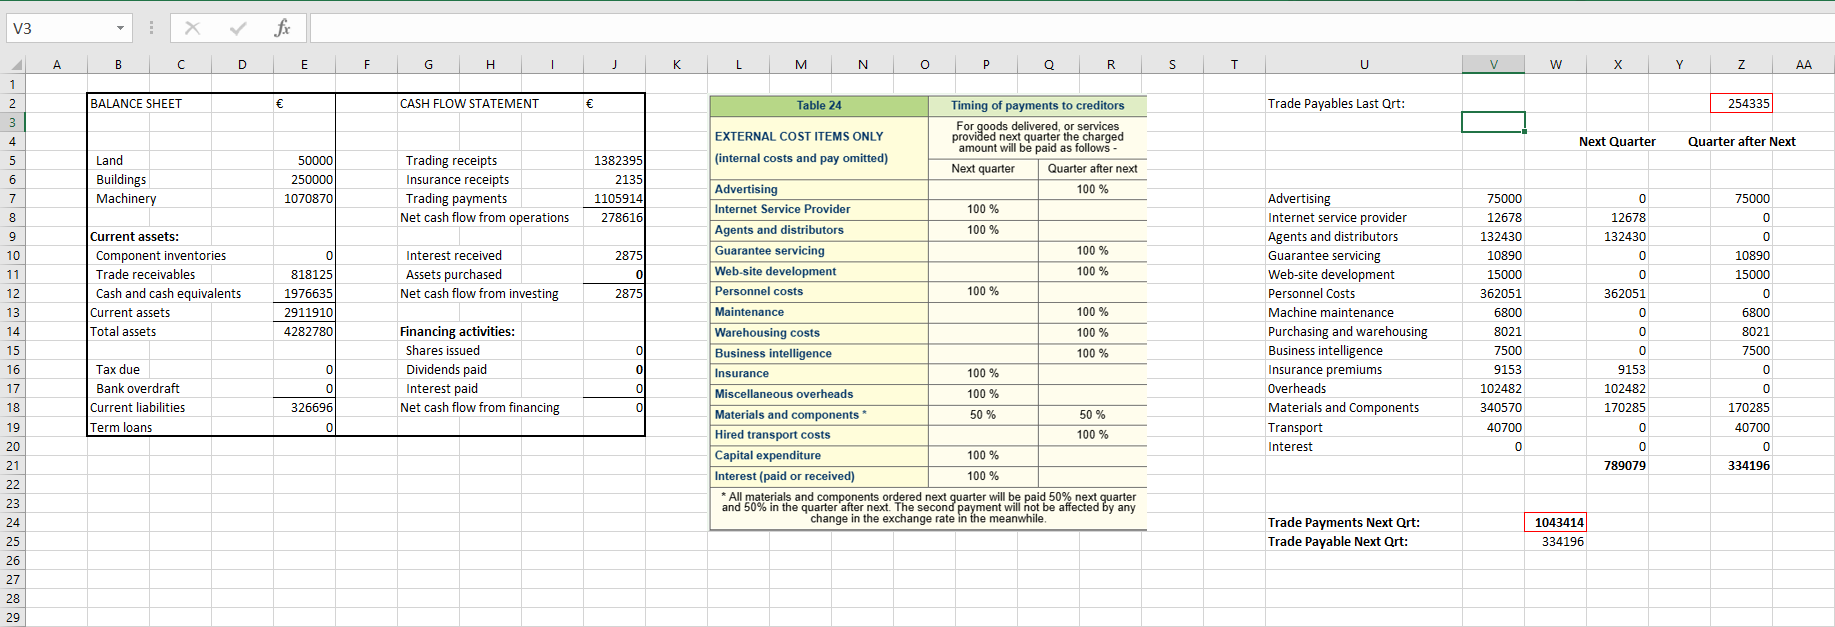 V3
fx
A B C D E F G H I J K L M N O P Q R S T U V W X Y Z AA
1
2 BALANCE SHEET € CASH FLOW STATEMENT € Trade Payables Last Qrt: 254335
3
4 Next Quarter Quarter after Next
5 Land 50000 Trading receipts 1382395
6 Buildings 250000 Insurance receipts 2135
7 Machinery 1070870 Trading payments 1105914 Advertising 75000 0 75000
8 Net cash flow from operations 278616 Internet service provider 12678 12678 0
9 Current assets: Agents and distributors 132430 132430 0
10 Component inventories 0 Interest received 2875 Guarantee servicing 10890 0 10890
11 Trade receivables 818125 Assets purchased 0 Web-site development 15000 0 15000
12 Cash and cash equivalents 1976635 Net cash flow from investing 2875 Personnel Costs 362051 362051 0
13 Current assets 2911910 Machine maintenance 6800 0 6800
14 Total assets 4282780 Financing activities: Purchasing and warehousing 8021 0 8021
15 Shares issued 0 Business intelligence 7500 0 7500
16 Tax due 0 Dividends paid 0 Insurance premiums 9153 9153 0
17 Bank overdraft 0 Interest paid 0 Overheads 102482 102482 0
18 Current liabilities 326696 Net cash flow from financing 0 Materials and Components 340570 170285 170285
19 Term loans 0 Transport 40700 0 40700
20 Interest 0 0 0
21 789079 334196
22
23
24 Trade Payments Next Qrt: 1043414
25 Trade Payable Next Qrt: 334196
26
27
28
29
Table 24 Timing of payments to creditors
EXTERNAL COST ITEMS ONLY
(internal costs and pay omitted)
For goods delivered, or services
provided next quarter the charged
amount will be paid as follows -
Next quarter Quarter after next
Advertising 100 %
Internet Service Provider 100 %
Agents and distributors 100 %
Guarantee servicing 100 %
Web-site development 100 %
Personnel costs 100 %
Maintenance 100 %
Warehousing costs 100 %
Business intelligence 100 %
Insurance 100 %
Miscellaneous overheads 100 %
Materials and components * 50 % 50 %
Hired transport costs 100 %
Capital expenditure 100 %
Interest (paid or received) 100 %
* All materials and components ordered next quarter will be paid 50% next quarter
and 50% in the quarter after next. The second payment will not be affected by any
change in the exchange rate in the meanwhile.